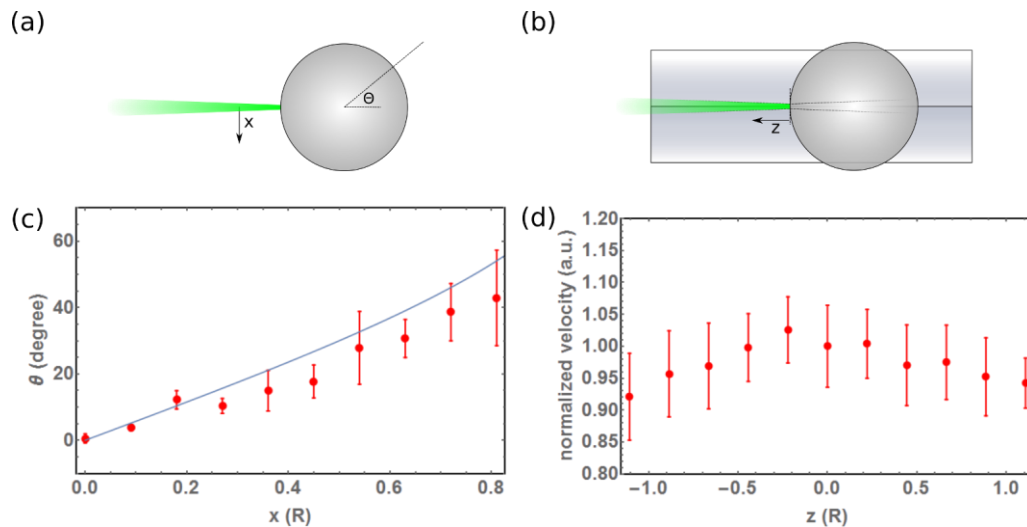 (a)
x
Θ
(b)
z
(c)
θ (degree)
60
40
20
0
0.0 0.2 0.4 0.6 0.8
x (R)
(d)
normalized velocity (a.u.)
1.20
1.15
1.10
1.05
1.00
0.95
0.90
0.85
0.80
−1.0 −0.5 0.0 0.5 1.0
z (R)